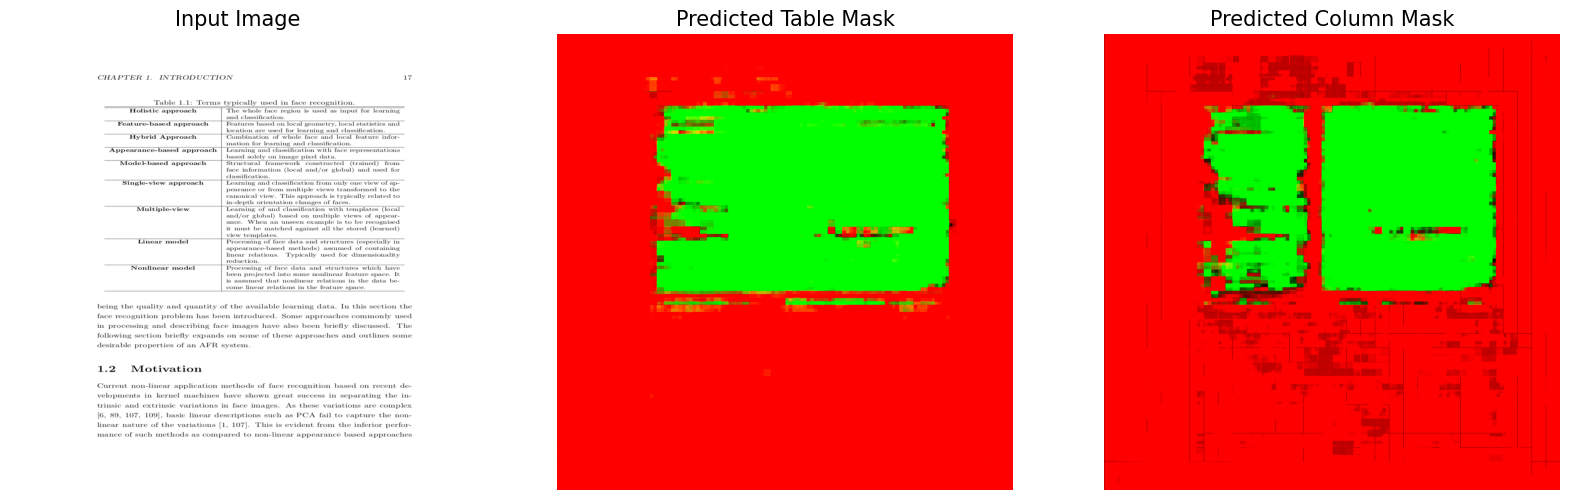 Input Image
Predicted Table Mask
Predicted Column Mask
CHAPTER 1. INTRODUCTION 17
Table 1.1: Terms typically used in face recognition.
Holistic approach The whole face region is used as input for learning
and classification.
Feature-based approach Features based on local geometry, local statistics and
location are used for learning and classification.
Hybrid Approach Combination of whole face and local feature infor-
mation for learning and classification.
Appearance-based approach Learning and classification with face representations
based solely on image pixel data.
Model-based approach Structural framework constructed (trained) from
face information (local and/or global) and used for
classification.
Single-view approach Learning and classification from only one view of ap-
pearance or from multiple views transformed to the
canonical view. This approach is typically related to
in-depth orientation changes of faces.
Multiple-view Learning of and classification with templates (local
and/or global) based on multiple views of appear-
ance. When an unseen example is to be recognised
it must be matched against all the stored (learned)
view templates.
Linear model Processing of face data and structures (especially in
appearance-based methods) assumed of containing
linear relations. Typically used for dimensionality
reduction.
Nonlinear model Processing of face data and structures which have
been projected into some nonlinear feature space. It
is assumed that nonlinear relations in the data be-
come linear relations in the feature space.
being the quality and quantity of the available learning data. In this section the
face recognition problem has been introduced. Some approaches commonly used
in processing and describing face images have also been briefly discussed. The
following section briefly expands on some of these approaches and outlines some
desirable properties of an AFR system.
1.2 Motivation
Current non-linear application methods of face recognition based on recent de-
velopments in kernel machines have shown great success in separating the in-
trinsic and extrinsic variations in face images. As these variations are complex
[6, 89, 107, 109], basic linear descriptions such as PCA fail to capture the non-
linear nature of the variations [1, 107]. This is evident from the inferior perfor-
mance of such methods as compared to non-linear appearance based approaches